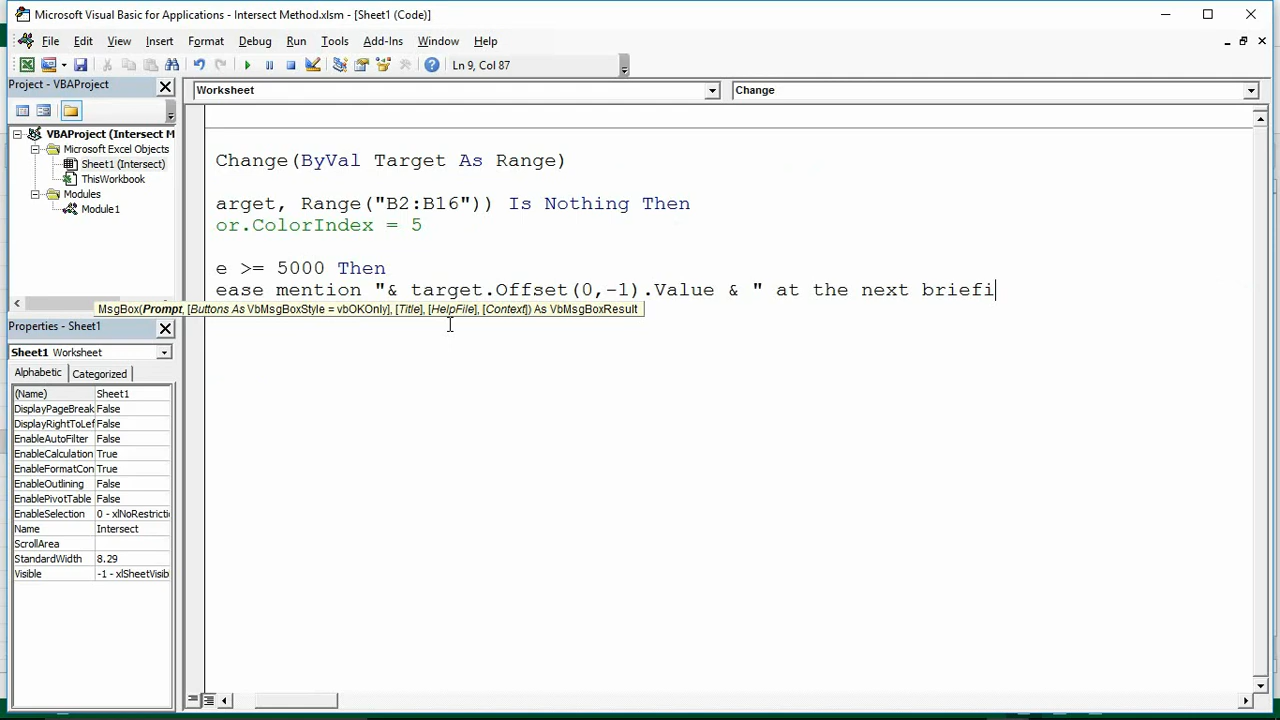 Microsoft Visual Basic for Applications - Intersect Method.xlsm - [Sheet1 (Code)]
File Edit View Insert Format Debug Run Tools Add-Ins Window Help
Ln 9, Col 87
Project - VBAProject
Worksheet
Change
VBAProject (Intersect M
Microsoft Excel Objects
Sheet1 (Intersect)
ThisWorkbook
Modules
Module1
Change(ByVal Target As Range)
arget, Range("B2:B16")) Is Nothing Then
or.ColorIndex = 5
e >= 5000 Then
ease mention "& target.Offset(0,-1).Value & " at the next briefi
MsgBox(Prompt, [Buttons As VbMsgBoxStyle = vbOKOnly], [Title], [HelpFile], [Context]) As VbMsgBoxResult
Properties - Sheet1
Sheet1 Worksheet
Alphabetic Categorized
(Name) Sheet1
DisplayPageBreak False
DisplayRightToLef False
EnableAutoFilter False
EnableCalculation True
EnableFormatCon True
EnableOutlining False
EnablePivotTable False
EnableSelection 0 - xlNoRestricti
Name Intersect
ScrollArea
StandardWidth 8.29
Visible -1 - xlSheetVisib